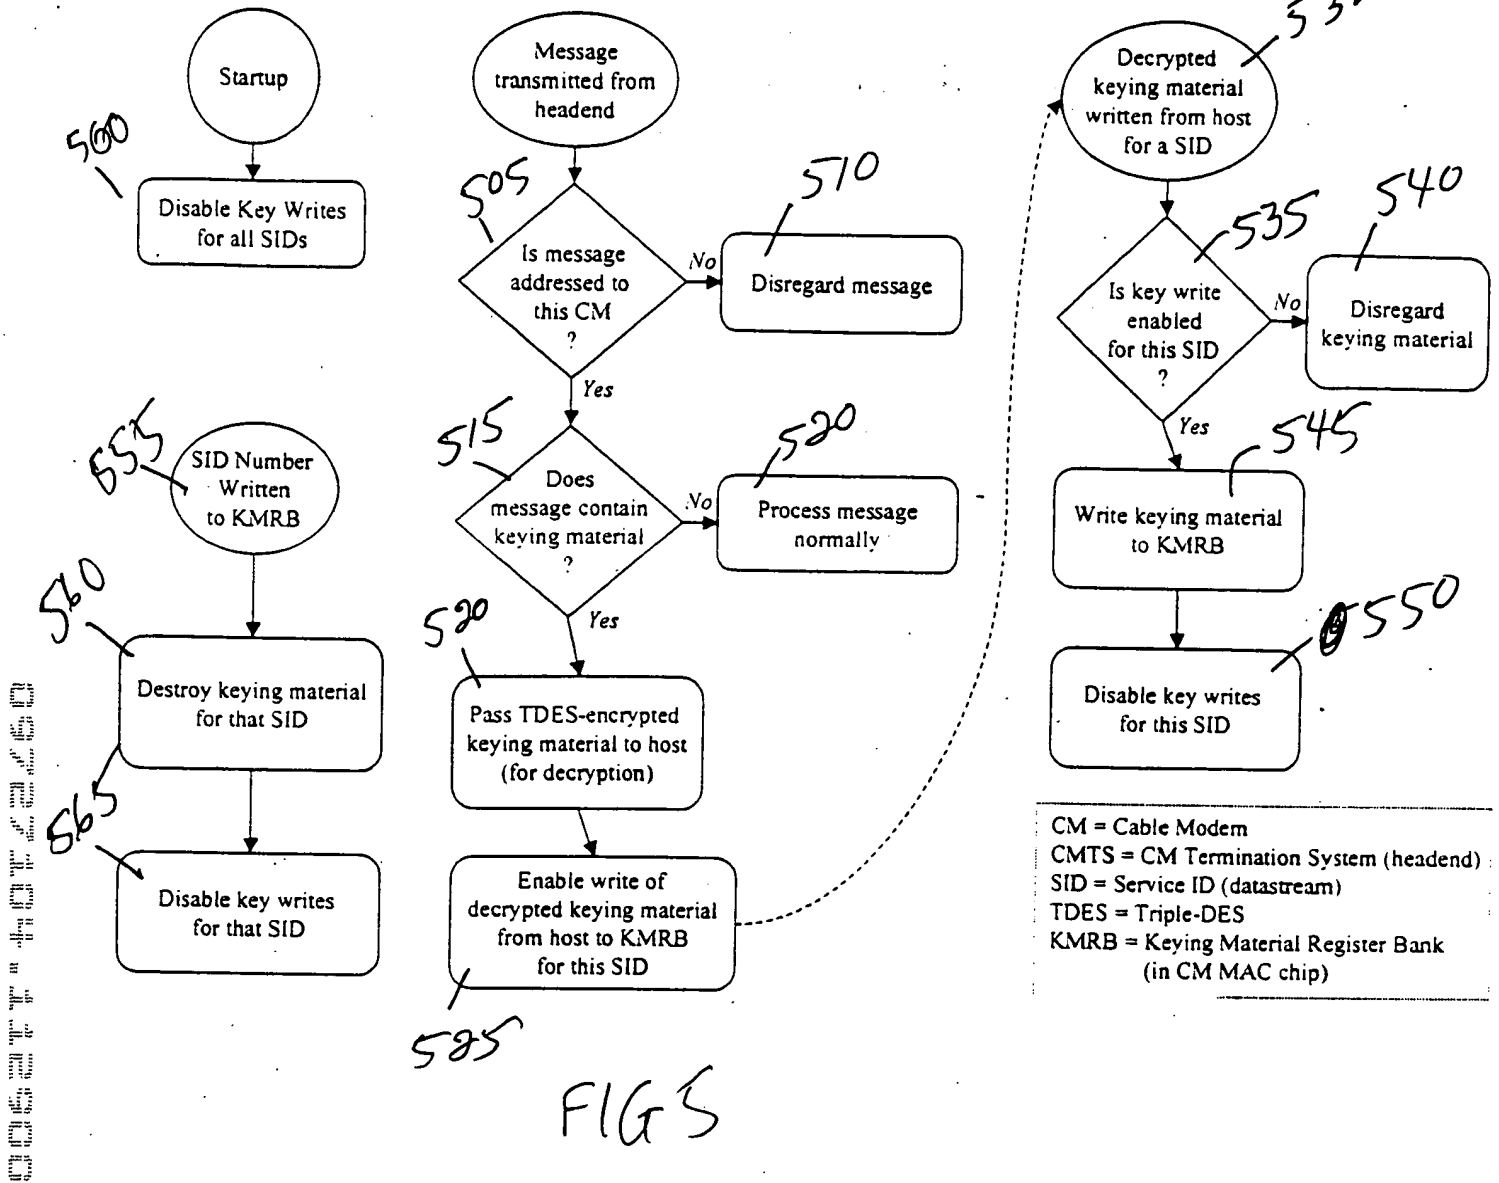 Startup
500
Disable Key Writes
for all SIDs
555
SID Number
Written
to KMRB
560
Destroy keying material
for that SID
565
Disable key writes
for that SID
Message
transmitted from
headend
505
Is message
addressed to
this CM
?
No
510
Disregard message
Yes
515
Does
message contain
keying material
?
No
520
Process message
normally
Yes
520
Pass TDES-encrypted
keying material to host
(for decryption)
Enable write of
decrypted keying material
from host to KMRB
for this SID
525
Decrypted
keying material
written from host
for a SID
535
Is key write
enabled
for this SID
?
No
540
Disregard
keying material
Yes
545
Write keying material
to KMRB
550
Disable key writes
for this SID
CM = Cable Modem
CMTS = CM Termination System (headend)
SID = Service ID (datastream)
TDES = Triple-DES
KMRB = Keying Material Register Bank
(in CM MAC chip)
FIG 5